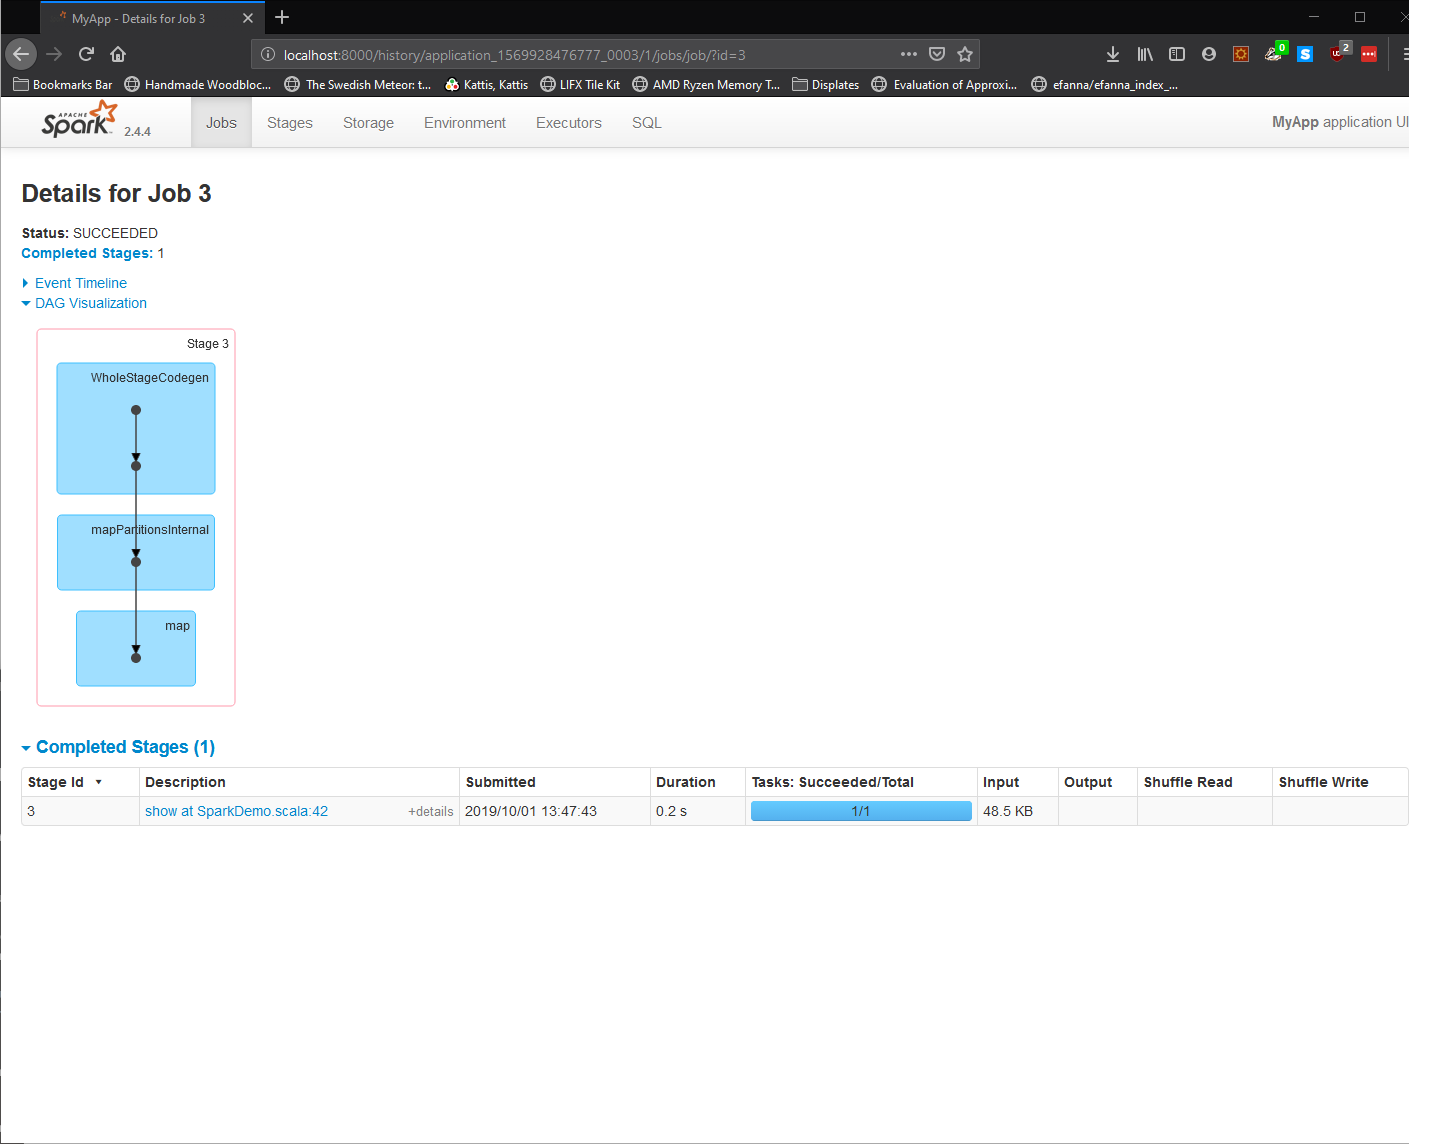 MyApp - Details for Job 3
localhost:8000/history/application_1569928476777_0003/1/jobs/job/?id=3
0
S
2
Bookmarks Bar Handmade Woodbloc... The Swedish Meteor: t... Kattis, Kattis LIFX Tile Kit AMD Ryzen Memory T... Displates Evaluation of Approxi... efanna/efanna_index_...
APACHE
Spark 2.4.4 Jobs Stages Storage Environment Executors SQL MyApp application UI
Details for Job 3
Status: SUCCEEDED
Completed Stages: 1
Event Timeline
DAG Visualization
Stage 3
WholeStageCodegen
mapPartitionsInternal
map
Completed Stages (1)
Stage Id Description Submitted Duration Tasks: Succeeded/Total Input Output Shuffle Read Shuffle Write
3 show at SparkDemo.scala:42 +details 2019/10/01 13:47:43 0.2 s 1/1 48.5 KB